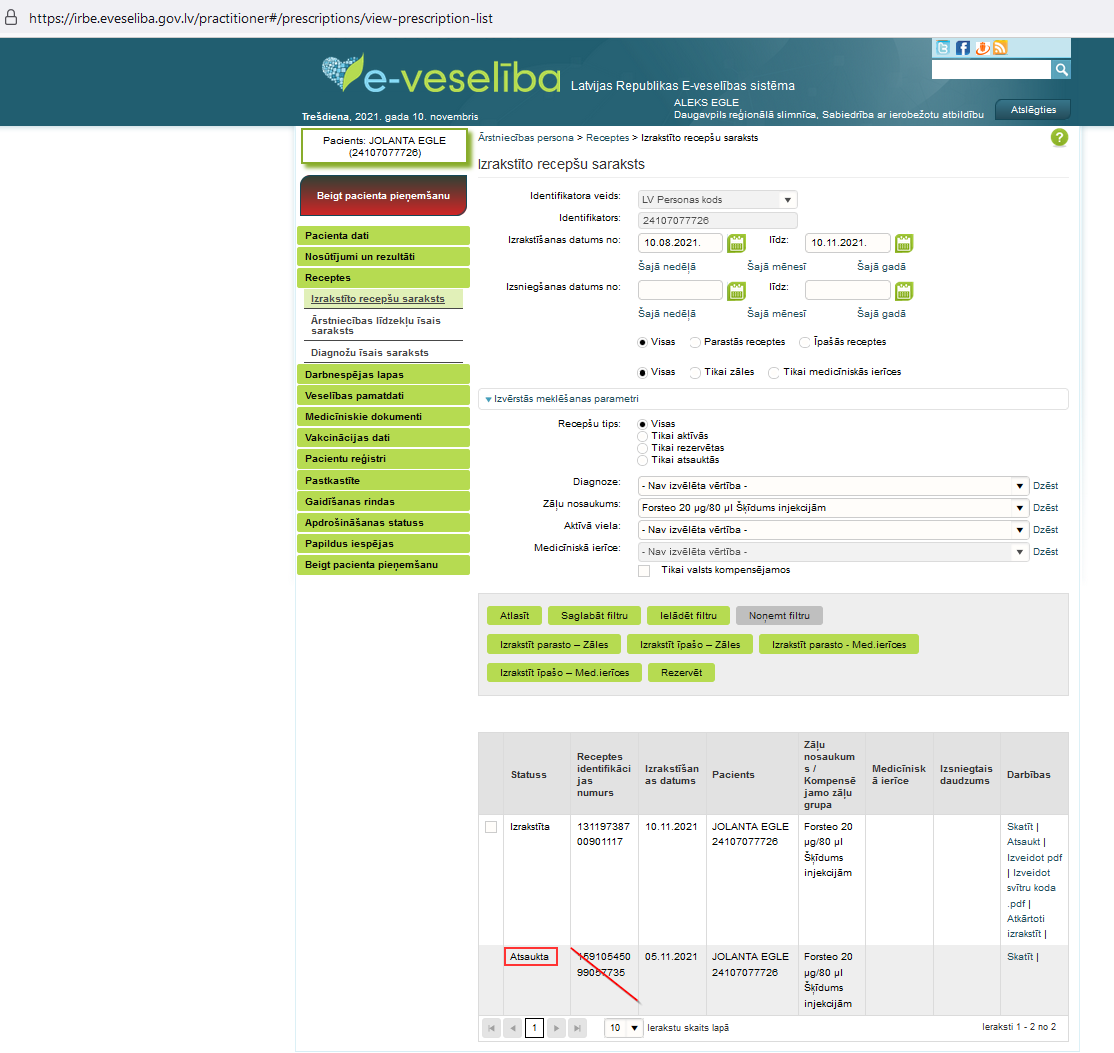 https://irbe.eveseliba.gov.lv/practitioner#/prescriptions/view-prescription-list
e-veselība Latvijas Republikas E-veselības sistēma
ALEKS EGLE
Trešdiena, 2021. gada 10. novembris
Daugavpils reģionālā slimnīca, Sabiedrība ar ierobežotu atbildību
Atslēgties
Pacients: JOLANTA EGLE
(24107077726)
Beigt pacienta pieņemšanu
Pacienta dati
Nosūtījumi un rezultāti
Receptes
Izrakstīto recepšu saraksts
Ārstniecības līdzekļu īsais
saraksts
Diagnožu īsais saraksts
Darbnespējas lapas
Veselības pamatdati
Medicīniskie dokumenti
Vakcinācijas dati
Pacientu reģistri
Pastkastīte
Gaidīšanas rindas
Apdrošināšanas statuss
Papildus iespējas
Beigt pacienta pieņemšanu
Ārstniecības persona > Receptes > Izrakstīto recepšu saraksts
?
Izrakstīto recepšu saraksts
Identifikatora veids: LV Personas kods
Identifikators: 24107077726
Izrakstīšanas datums no: 10.08.2021. līdz: 10.11.2021.
Šajā nedēļā Šajā mēnesī Šajā gadā
Izsniegšanas datums no: līdz:
Šajā nedēļā Šajā mēnesī Šajā gadā
Visas Parastās receptes Īpašās receptes
Visas Tikai zāles Tikai medicīniskās ierīces
Izvērstās meklēšanas parametri
Recepšu tips: Visas
Tikai aktīvās
Tikai rezervētas
Tikai atsauktās
Diagnoze: - Nav izvēlēta vērtība - Dzēst
Zāļu nosaukums: Forsteo 20 µg/80 µl Šķīdums injekcijām Dzēst
Aktīvā viela: - Nav izvēlēta vērtība - Dzēst
Medicīniskā ierīce: - Nav izvēlēta vērtība - Dzēst
Tikai valsts kompensējamos
Atlasīt Saglabāt filtru Ielādēt filtru Noņemt filtru
Izrakstīt parasto – Zāles Izrakstīt īpašo – Zāles Izrakstīt parasto - Med.ierīces
Izrakstīt īpašo – Med.ierīces Rezervēt
Statuss
Receptes
identifikāci
jas
numurs
Izrakstīšan
as datums
Pacients
Zāļu
nosaukum
s /
Kompensē
jamo zāļu
grupa
Medicīnisk
ā ierīce
Izsniegtais
daudzums
Darbības
Izrakstīta
131197387
00901117
10.11.2021
JOLANTA EGLE
24107077726
Forsteo 20
µg/80 µl
Šķīdums
injekcijām
Skatīt |
Atsaukt |
Izveidot pdf
| Izveidot
svītru koda
.pdf |
Atkārtoti
izrakstīt |
Atsaukta
159105450
99057735
05.11.2021
JOLANTA EGLE
24107077726
Forsteo 20
µg/80 µl
Šķīdums
injekcijām
Skatīt |
1 10 Ierakstu skaits lapā
Ieraksti 1 - 2 no 2